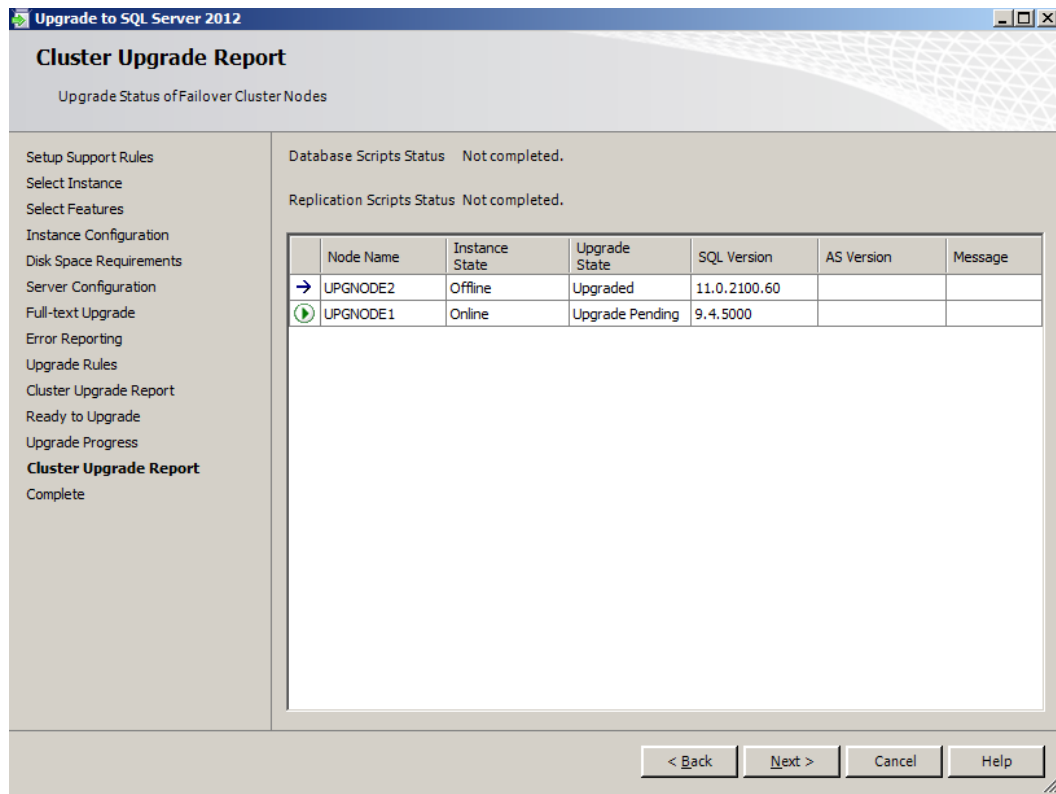 Upgrade to SQL Server 2012
Cluster Upgrade Report
Upgrade Status of Failover Cluster Nodes
Setup Support Rules
Select Instance
Select Features
Instance Configuration
Disk Space Requirements
Server Configuration
Full-text Upgrade
Error Reporting
Upgrade Rules
Cluster Upgrade Report
Ready to Upgrade
Upgrade Progress
Cluster Upgrade Report
Complete
Database Scripts Status Not completed.
Replication Scripts Status Not completed.
Node Name Instance State Upgrade State SQL Version AS Version Message
UPGNODE2 Offline Upgraded 11.0.2100.60
UPGNODE1 Online Upgrade Pending 9.4.5000
< Back Next > Cancel Help